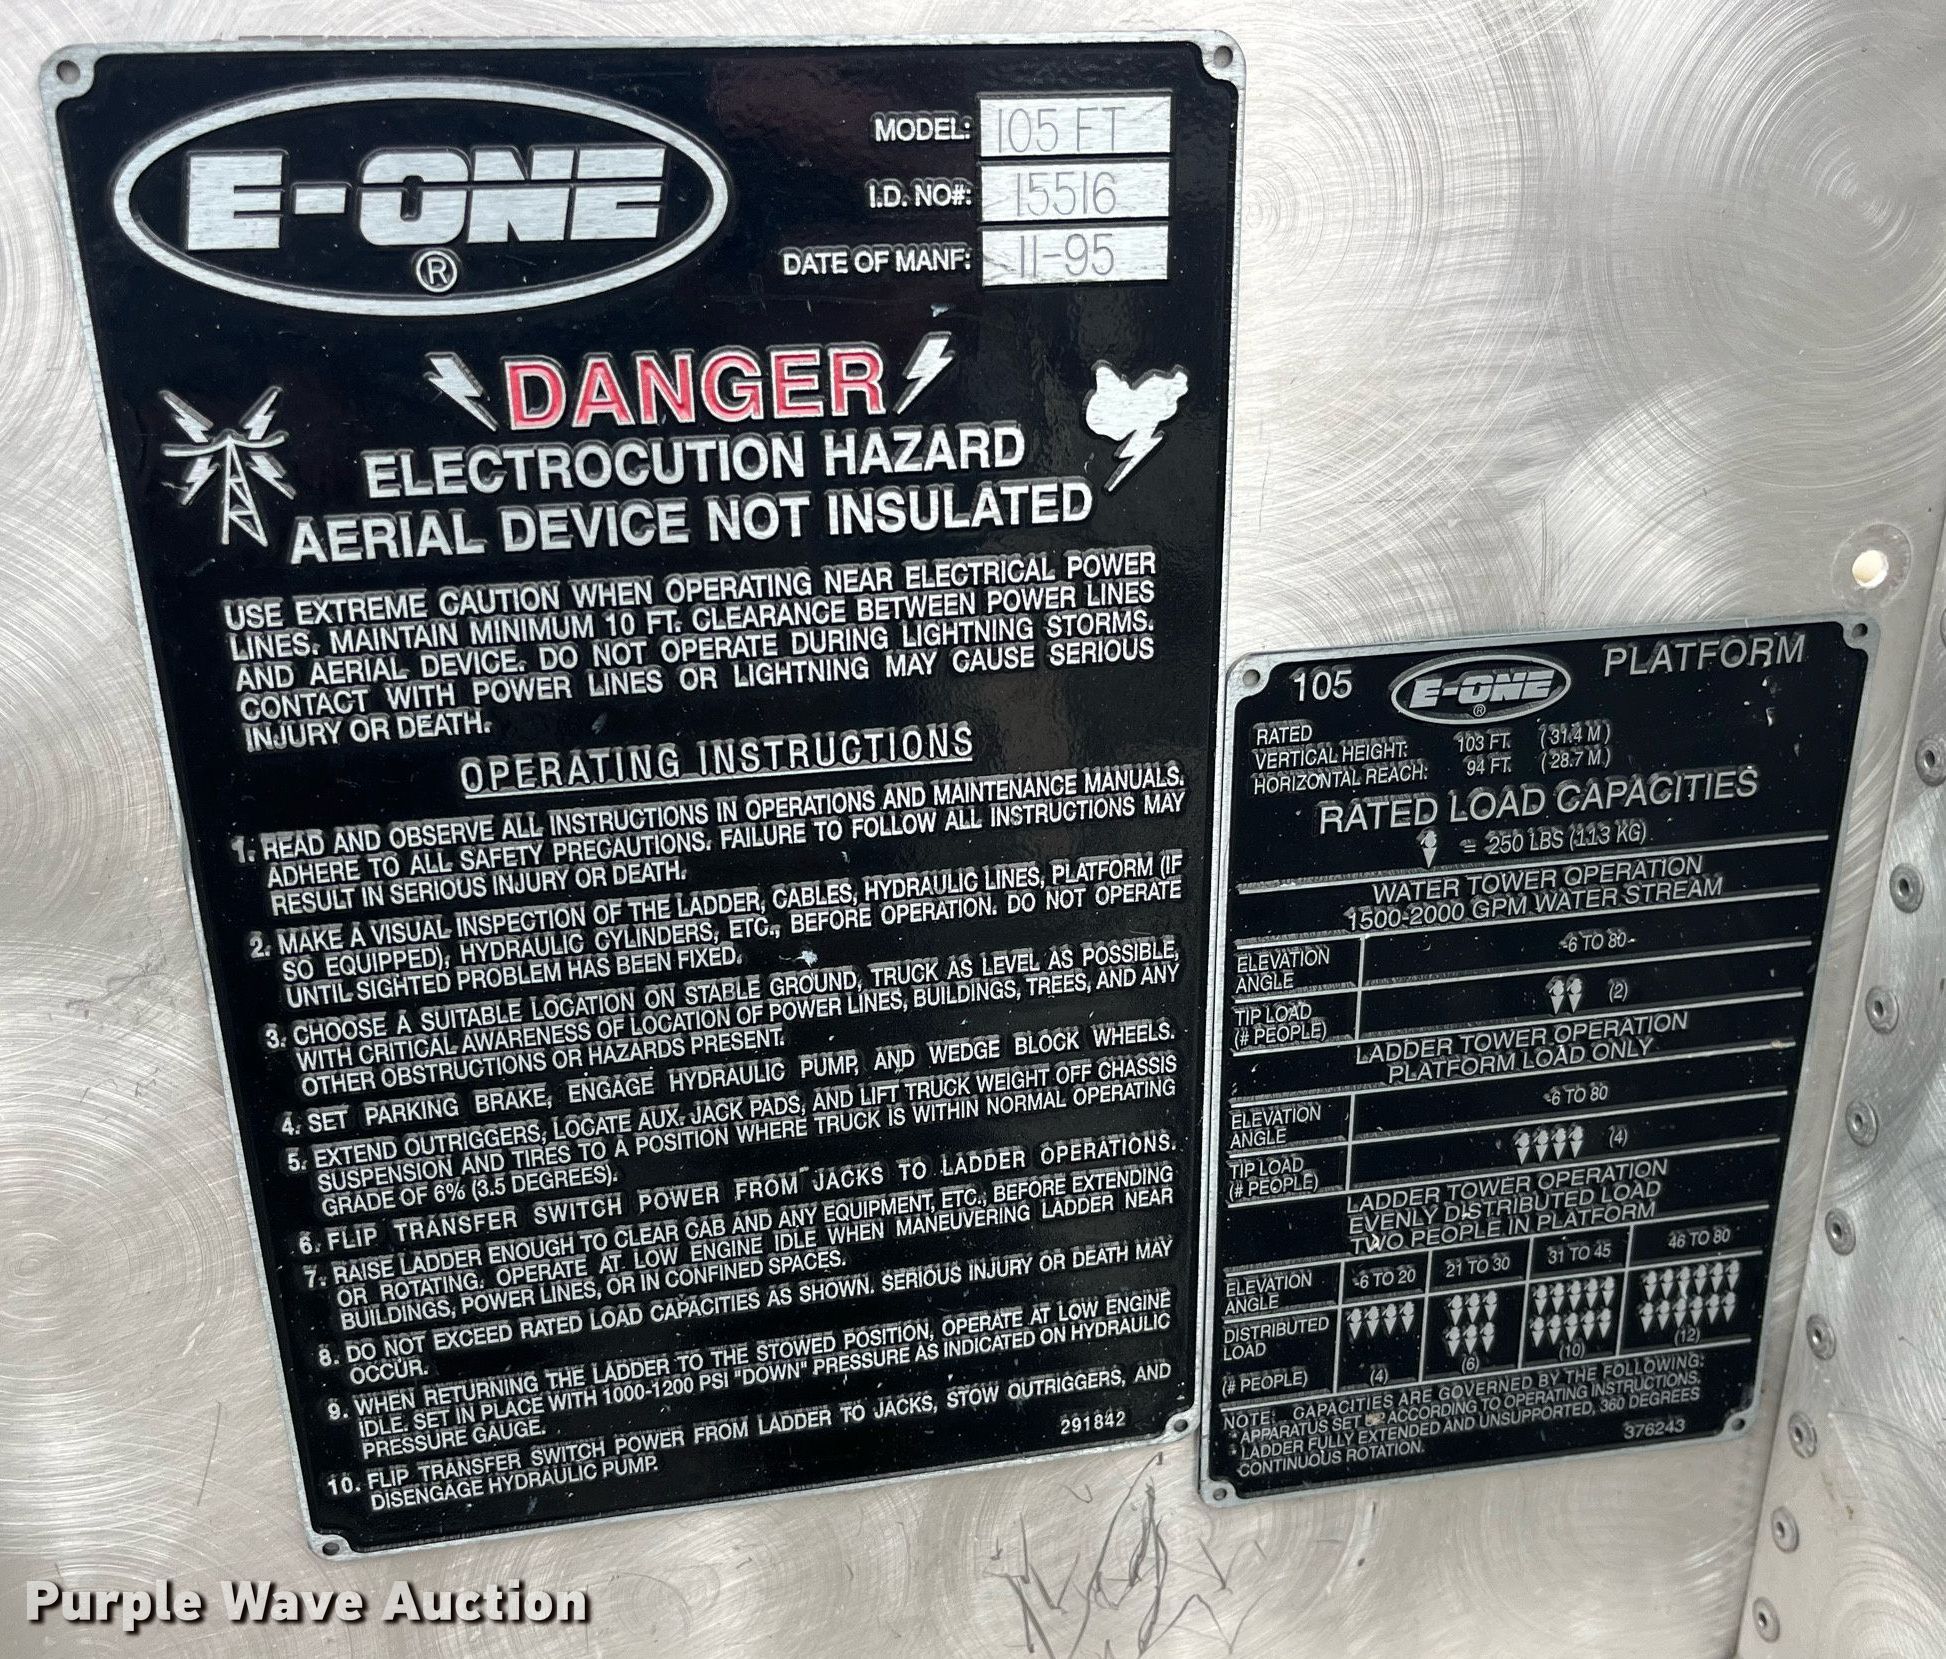 E-ONE
®
MODEL: 105 FT
I.D. NO#: 15516
DATE OF MANF: 11-95
DANGER
ELECTROCUTION HAZARD
AERIAL DEVICE NOT INSULATED
USE EXTREME CAUTION WHEN OPERATING NEAR ELECTRICAL POWER
LINES. MAINTAIN MINIMUM 10 FT. CLEARANCE BETWEEN POWER LINES
AND AERIAL DEVICE. DO NOT OPERATE DURING LIGHTNING STORMS.
CONTACT WITH POWER LINES OR LIGHTNING MAY CAUSE SERIOUS
INJURY OR DEATH.
OPERATING INSTRUCTIONS
1. READ AND OBSERVE ALL INSTRUCTIONS IN OPERATIONS AND MAINTENANCE MANUALS.
ADHERE TO ALL SAFETY PRECAUTIONS. FAILURE TO FOLLOW ALL INSTRUCTIONS MAY
RESULT IN SERIOUS INJURY OR DEATH.
2. MAKE A VISUAL INSPECTION OF THE LADDER, CABLES, HYDRAULIC LINES, PLATFORM (IF
SO EQUIPPED), HYDRAULIC CYLINDERS, ETC., BEFORE OPERATION. DO NOT OPERATE
UNTIL SIGHTED PROBLEM HAS BEEN FIXED.
3. CHOOSE A SUITABLE LOCATION ON STABLE GROUND, TRUCK AS LEVEL AS POSSIBLE,
WITH CRITICAL AWARENESS OF LOCATION OF POWER LINES, BUILDINGS, TREES, AND ANY
OTHER OBSTRUCTIONS OR HAZARDS PRESENT.
4. SET PARKING BRAKE, ENGAGE HYDRAULIC PUMP, AND WEDGE BLOCK WHEELS.
5. EXTEND OUTRIGGERS, LOCATE AUX. JACK PADS, AND LIFT TRUCK WEIGHT OFF CHASSIS
SUSPENSION AND TIRES TO A POSITION WHERE TRUCK IS WITHIN NORMAL OPERATING
GRADE OF 6% (3.5 DEGREES).
6. FLIP TRANSFER SWITCH POWER FROM JACKS TO LADDER OPERATIONS.
7. RAISE LADDER ENOUGH TO CLEAR CAB AND ANY EQUIPMENT, ETC., BEFORE EXTENDING
OR ROTATING. OPERATE AT LOW ENGINE IDLE WHEN MANEUVERING LADDER NEAR
BUILDINGS, POWER LINES, OR IN CONFINED SPACES.
8. DO NOT EXCEED RATED LOAD CAPACITIES AS SHOWN. SERIOUS INJURY OR DEATH MAY
OCCUR.
9. WHEN RETURNING THE LADDER TO THE STOWED POSITION, OPERATE AT LOW ENGINE
IDLE. SET IN PLACE WITH 1000-1200 PSI "DOWN" PRESSURE AS INDICATED ON HYDRAULIC
PRESSURE GAUGE.
10. FLIP TRANSFER SWITCH POWER FROM LADDER TO JACKS, STOW OUTRIGGERS, AND
DISENGAGE HYDRAULIC PUMP.
291842
105 E-ONE ® PLATFORM
RATED
VERTICAL HEIGHT: 103 FT. (31.4 M)
HORIZONTAL REACH: 94 FT. (28.7 M)
RATED LOAD CAPACITIES
= 250 LBS (113 KG)
WATER TOWER OPERATION
1500-2000 GPM WATER STREAM
ELEVATION ANGLE -6 TO 80
TIP LOAD (# PEOPLE) (2)
LADDER TOWER OPERATION
PLATFORM LOAD ONLY
ELEVATION ANGLE -6 TO 80
TIP LOAD (# PEOPLE) (4)
LADDER TOWER OPERATION
EVENLY DISTRIBUTED LOAD
TWO PEOPLE IN PLATFORM
ELEVATION ANGLE -6 TO 20 21 TO 30 31 TO 45 46 TO 80
DISTRIBUTED LOAD
(# PEOPLE) (4) (6) (10) (12)
NOTE: CAPACITIES ARE GOVERNED BY THE FOLLOWING:
• APPARATUS SET UP ACCORDING TO OPERATING INSTRUCTIONS.
• LADDER FULLY EXTENDED AND UNSUPPORTED, 360 DEGREES
CONTINUOUS ROTATION.
376243
Purple Wave Auction